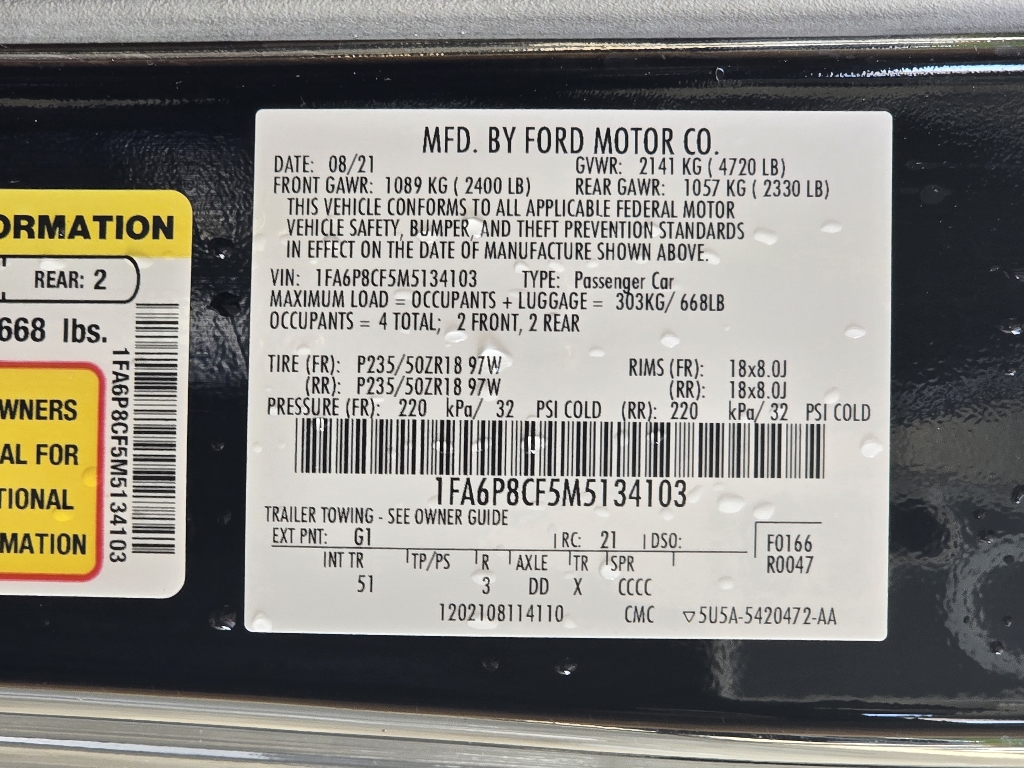 ORMATION
REAR: 2
668 lbs.
WNERS
AL FOR
TIONAL
MATION
1FA6P8CF5M5134103
MFD. BY FORD MOTOR CO.
DATE: 08/21 GVWR: 2141 KG ( 4720 LB)
FRONT GAWR: 1089 KG ( 2400 LB) REAR GAWR: 1057 KG ( 2330 LB)
THIS VEHICLE CONFORMS TO ALL APPLICABLE FEDERAL MOTOR
VEHICLE SAFETY, BUMPER, AND THEFT PREVENTION STANDARDS
IN EFFECT ON THE DATE OF MANUFACTURE SHOWN ABOVE.
VIN: 1FA6P8CF5M5134103 TYPE: Passenger Car
MAXIMUM LOAD = OCCUPANTS + LUGGAGE = 303KG/ 668LB
OCCUPANTS = 4 TOTAL; 2 FRONT, 2 REAR
TIRE (FR): P235/50ZR18 97W RIMS (FR): 18x8.0J
(RR): P235/50ZR18 97W (RR): 18x8.0J
PRESSURE (FR): 220 kPa/ 32 PSI COLD (RR): 220 kPa/ 32 PSI COLD
1FA6P8CF5M5134103
TRAILER TOWING - SEE OWNER GUIDE
EXT PNT: G1 RC: 21 DSO: F0166
R0047
INT TR TP/PS R AXLE TR SPR
51 3 DD X CCCC
1202108114110 CMC ▽5U5A-5420472-AA